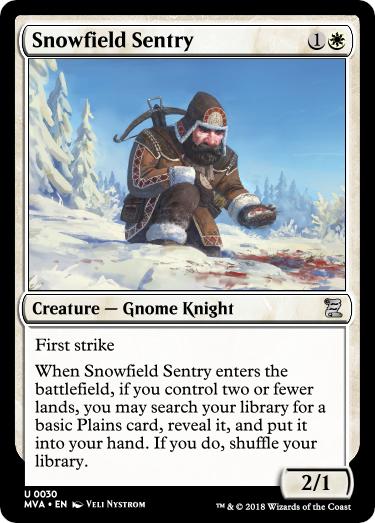 Snowfield Sentry 1
Creature — Gnome Knight
First strike
When Snowfield Sentry enters the
battlefield, if you control two or fewer
lands, you may search your library for a
basic Plains card, reveal it, and put it
into your hand. If you do, shuffle your
library.
2/1
U 0030
MVA • EN VELI NYSTROM
™ & © 2018 Wizards of the Coast